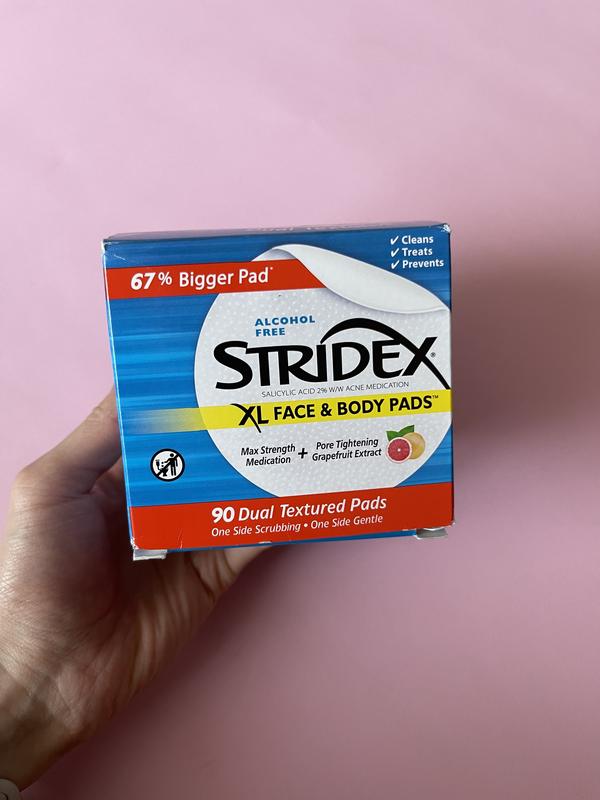 67% Bigger Pad*
✓ Cleans
✓ Treats
✓ Prevents
ALCOHOL
FREE
STRIDEX®
SALICYLIC ACID 2% W/W ACNE MEDICATION
XL FACE & BODY PADS™
Max Strength
Medication
+
Pore Tightening
Grapefruit Extract
90 Dual Textured Pads
One Side Scrubbing • One Side Gentle